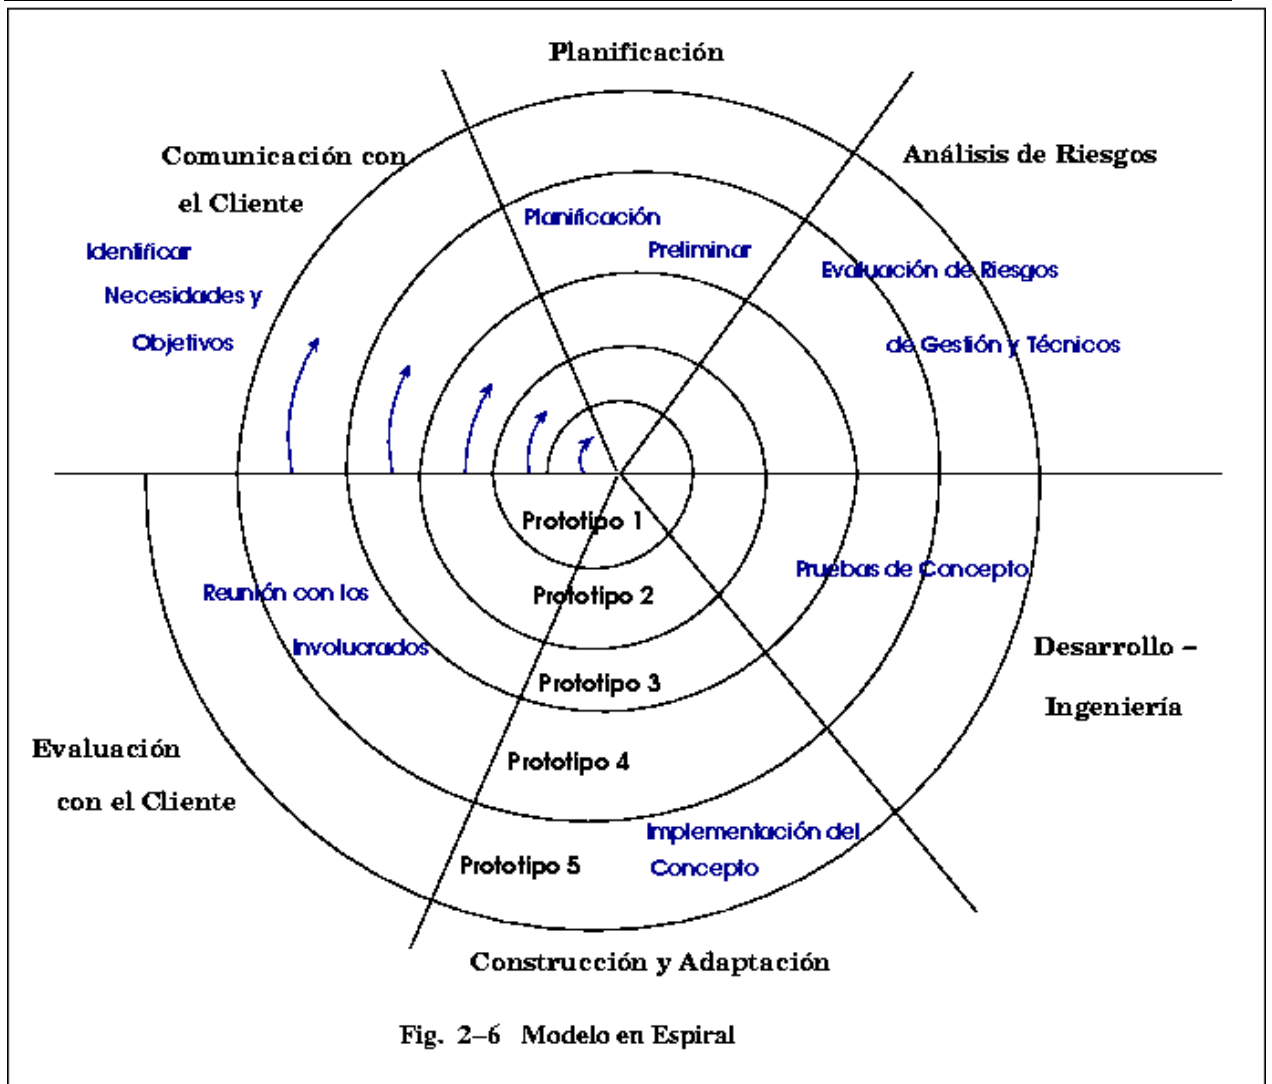 Planificación
Comunicación con
el Cliente
Análisis de Riesgos
Identificar
Necesidades y
Objetivos
Planificación
Preliminar
Evaluación de Riesgos
de Gestión y Técnicos
Prototipo 1
Prototipo 2
Prototipo 3
Prototipo 4
Prototipo 5
Pruebas de Concepto
Reunión con los
Involucrados
Desarrollo –
Ingeniería
Evaluación
con el Cliente
Implementación del
Concepto
Construcción y Adaptación
Fig. 2–6 Modelo en Espiral